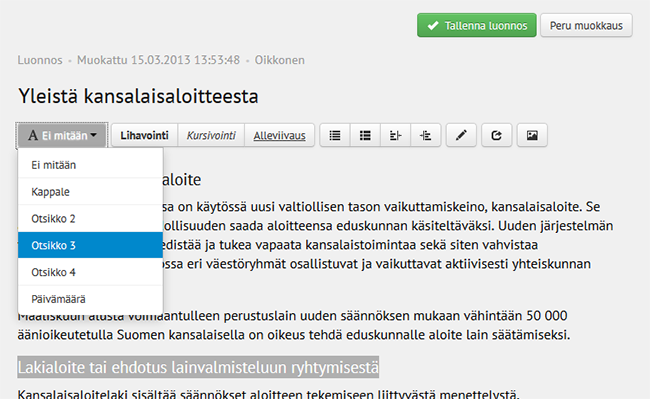 Tallenna luonnos
Peru muokkaus
Luonnos • Muokattu 15.03.2013 13:53:48 • Oikkonen
Yleistä kansalaisaloitteesta
A Ei mitään
Lihavointi
Kursivointi
Alleviivaus
Ei mitään
Kappale
Otsikko 2
Otsikko 3
Otsikko 4
Päivämäärä
aloite
on käytössä uusi valtiollisen tason vaikuttamiskeino, kansalaisaloite. Se
saada aloitteensa eduskunnan käsiteltäväksi. Uuden järjestelmän
ja tukea vapaata kansalaistoimintaa sekä siten vahvistaa
eri väestöryhmät osallistuvat ja vaikuttavat aktiivisesti yhteiskunnan
Maaliskuun alusta voimaantulleen perustuslain uuden säännöksen mukaan vähintään 50 000
äänioikeutetulla Suomen kansalaisella on oikeus tehdä eduskunnalle aloite lain säätämiseksi.
Lakialoite tai ehdotus lainvalmisteluun ryhtymisestä
Kansalaisaloitelaki sisältää säännökset aloitteen tekemiseen liittyvästä menettelystä.